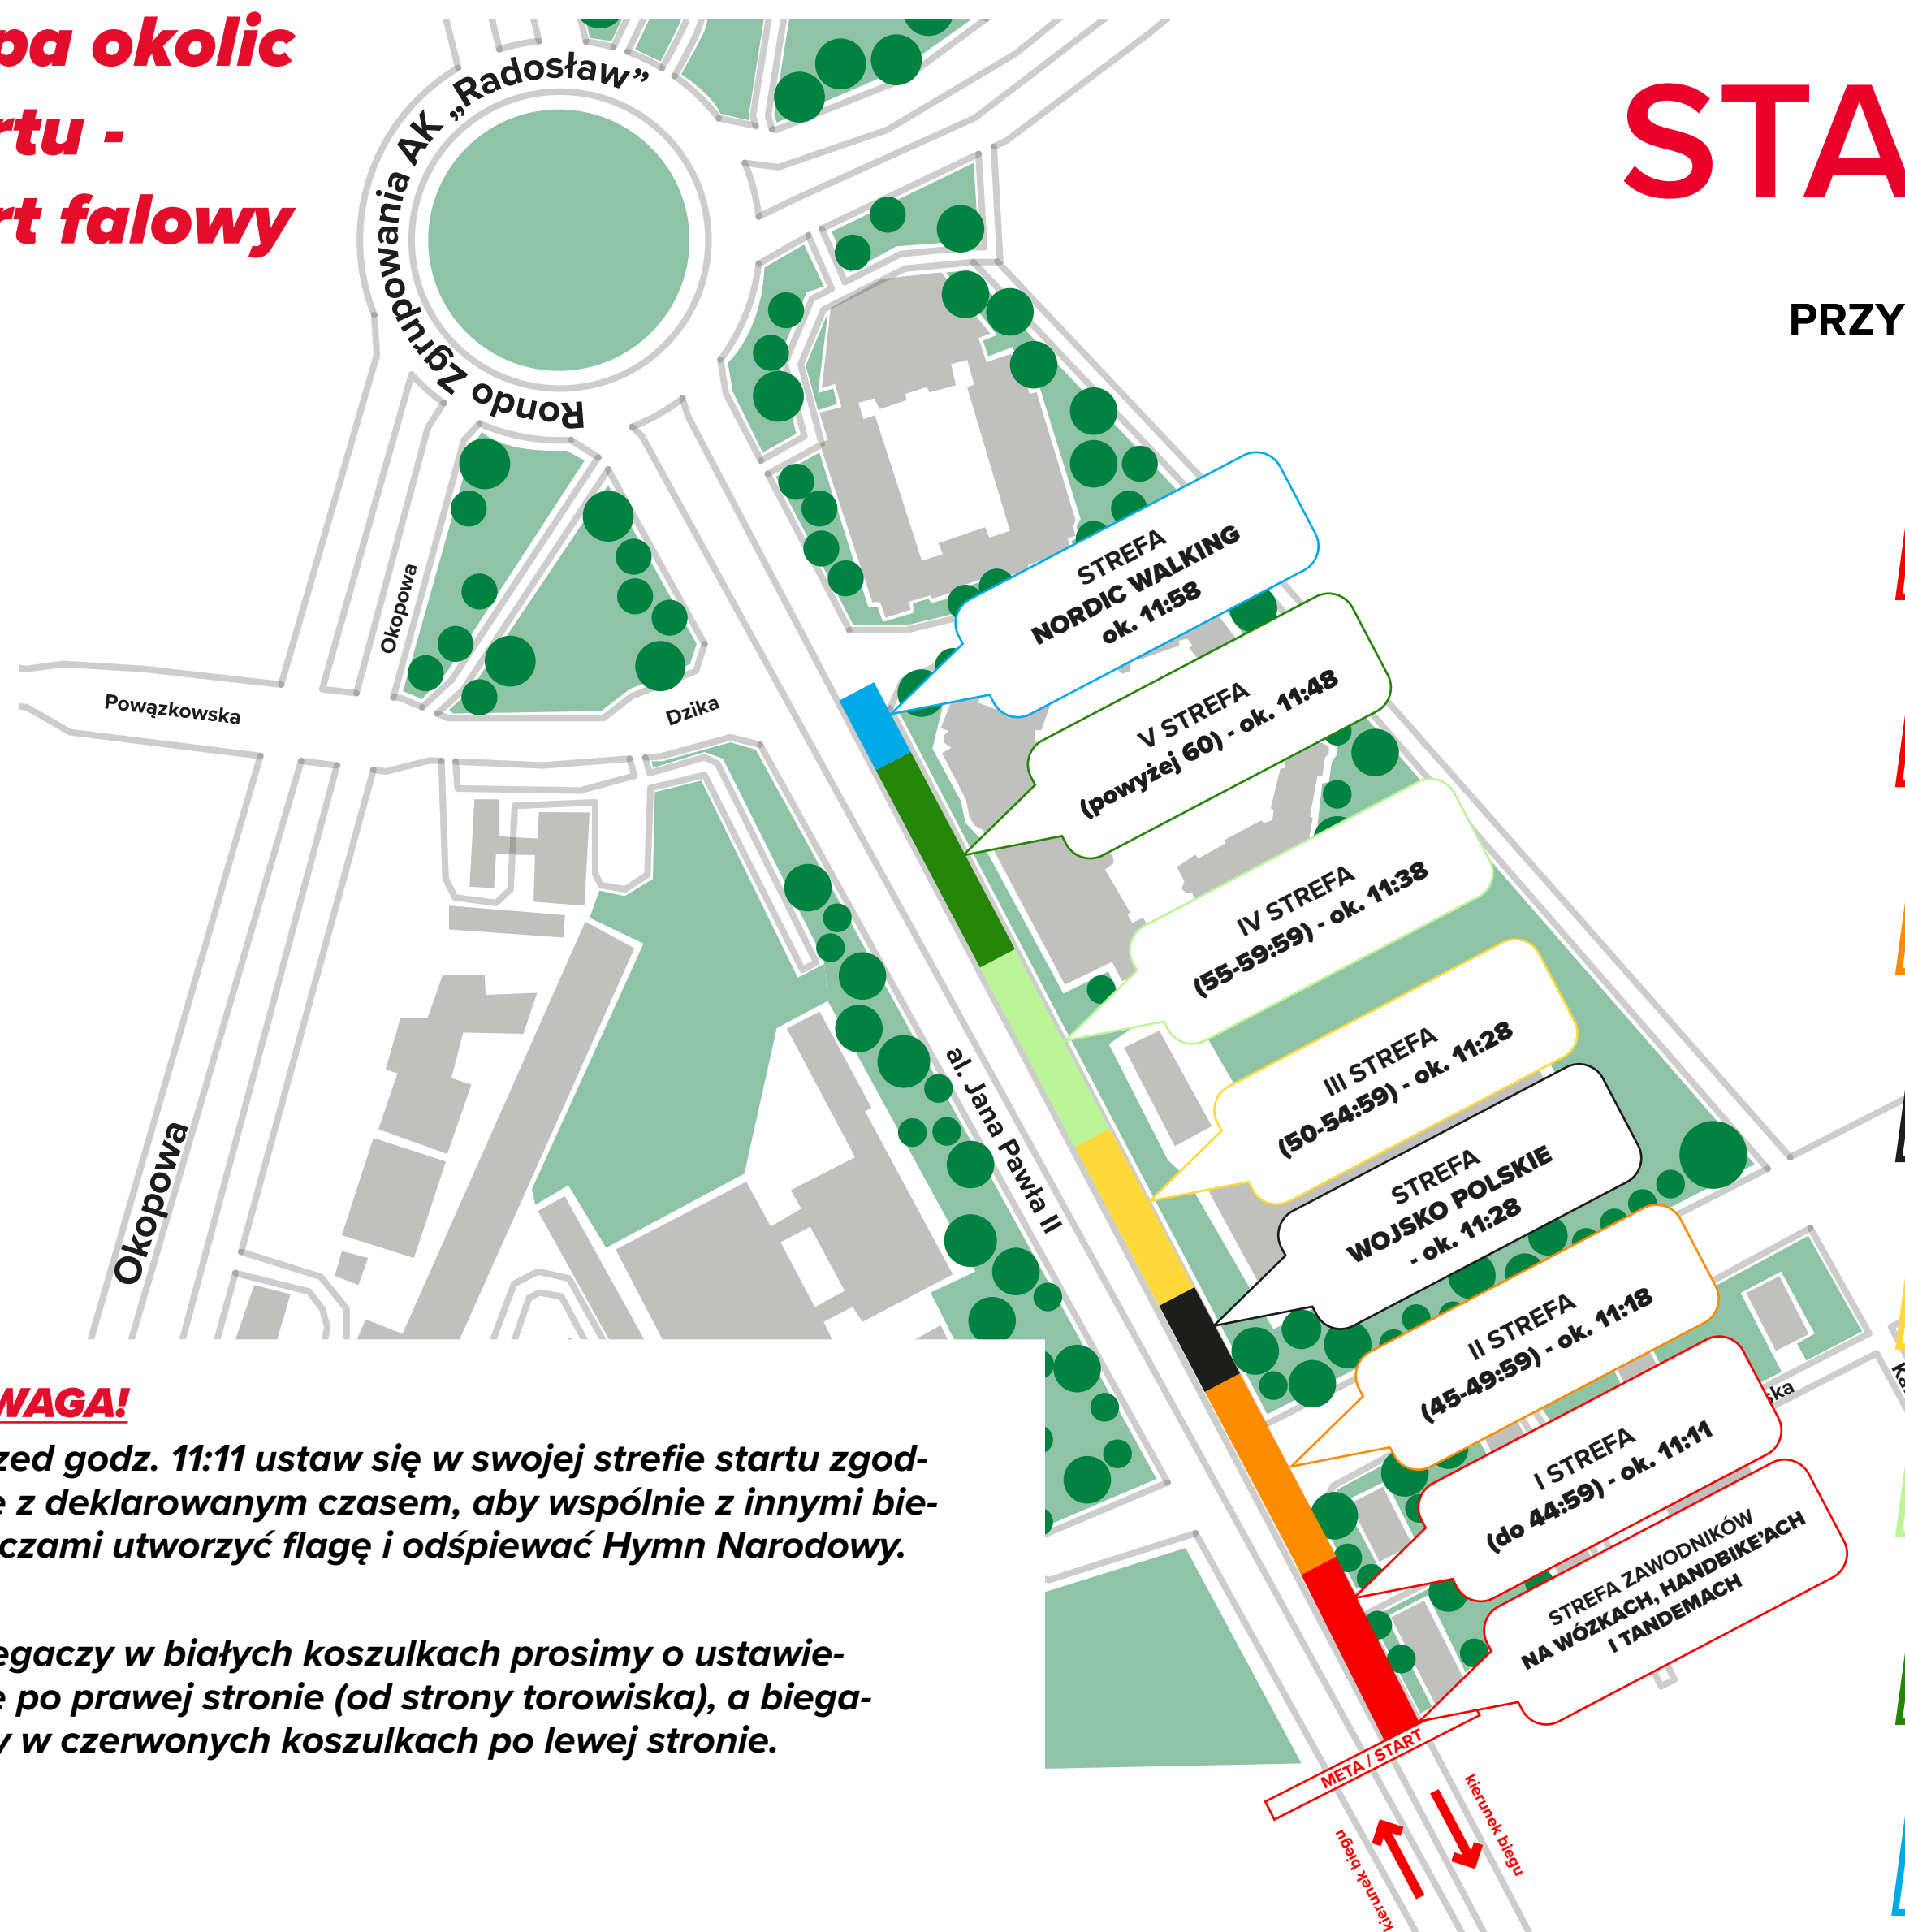 pa okolic
rtu -
rt falowy
STA
PRZY
Rondo Zgrupowania AK „Radosław”
Okopowa
Powązkowska
Dzika
STREFA
NORDIC WALKING
ok. 11:58
V STREFA
(powyżej 60) - ok. 11:48
IV STREFA
(55-59:59) - ok. 11:38
III STREFA
(50-54:59) - ok. 11:28
STREFA
WOJSKO POLSKIE
- ok. 11:28
II STREFA
(45-49:59) - ok. 11:18
I STREFA
(do 44:59) - ok. 11:11
STREFA ZAWODNIKÓW
NA WÓZKACH, HANDBIKE’ACH
I TANDEMACH
al. Jana Pawła II
Okopowa
ska
META / START
kierunek biegu
kierunek biegu
WAGA!
zed godz. 11:11 ustaw się w swojej strefie startu zgod-
e z deklarowanym czasem, aby wspólnie z innymi bie-
czami utworzyć flagę i odśpiewać Hymn Narodowy.
egaczy w białych koszulkach prosimy o ustawie-
e po prawej stronie (od strony torowiska), a biega-
y w czerwonych koszulkach po lewej stronie.